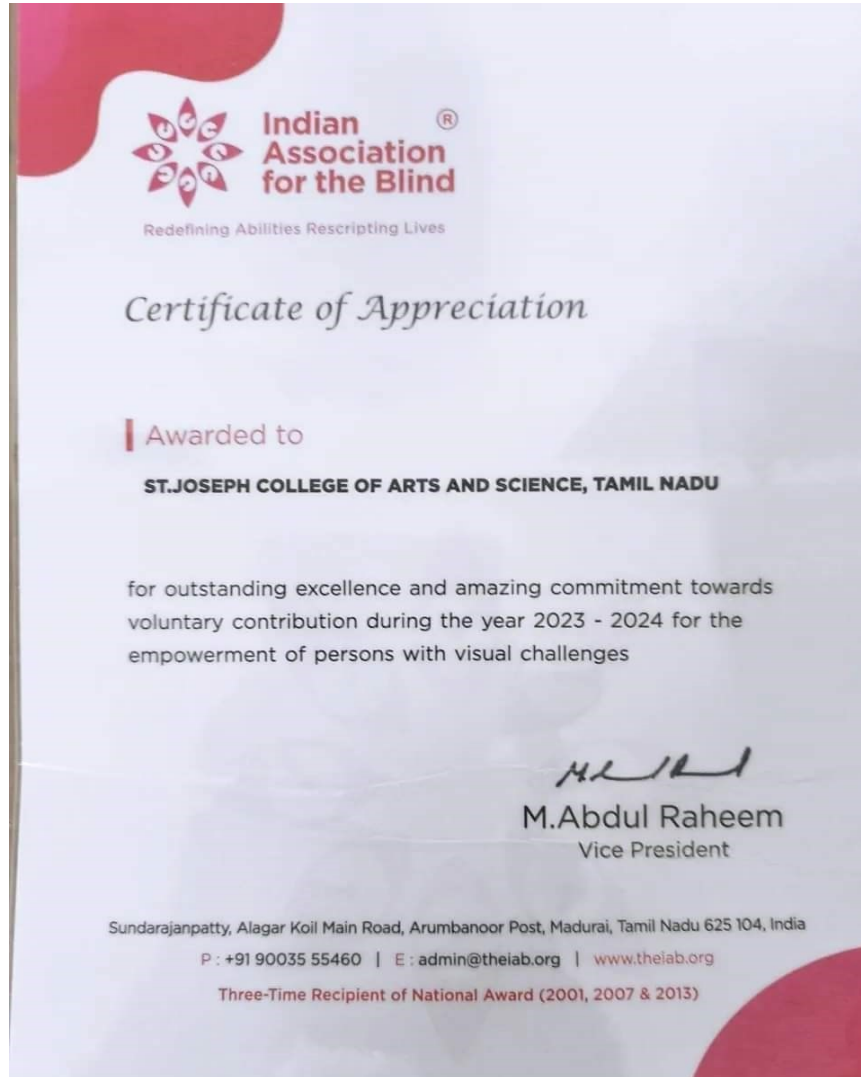 Indian ®
Association
for the Blind
Redefining Abilities Rescripting Lives
Certificate of Appreciation
Awarded to
ST.JOSEPH COLLEGE OF ARTS AND SCIENCE, TAMIL NADU
for outstanding excellence and amazing commitment towards
voluntary contribution during the year 2023 - 2024 for the
empowerment of persons with visual challenges
M.Abdul Raheem
Vice President
Sundarajanpatty, Alagar Koil Main Road, Arumbanoor Post, Madurai, Tamil Nadu 625 104, India
P : +91 90035 55460 | E : admin@theiab.org | www.theiab.org
Three-Time Recipient of National Award (2001, 2007 & 2013)